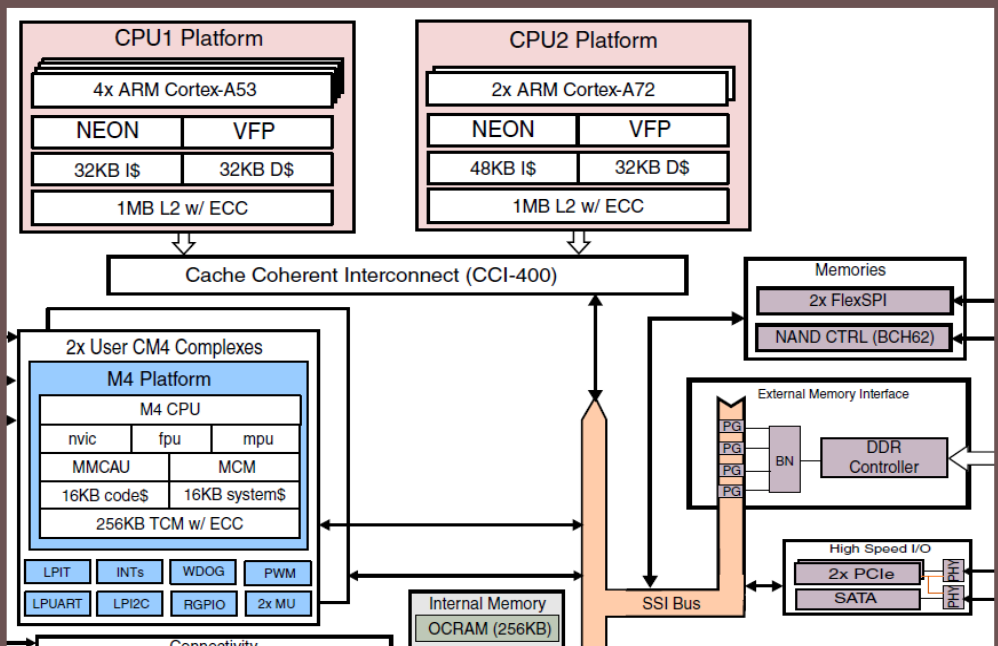 CPU1 Platform
4x ARM Cortex-A53
NEON VFP
32KB I$ 32KB D$
1MB L2 w/ ECC
CPU2 Platform
2x ARM Cortex-A72
NEON VFP
48KB I$ 32KB D$
1MB L2 w/ ECC
Cache Coherent Interconnect (CCI-400)
Memories
2x FlexSPI
NAND CTRL (BCH62)
2x User CM4 Complexes
M4 Platform
M4 CPU
nvic fpu mpu
MMCAU MCM
16KB code$ 16KB system$
256KB TCM w/ ECC
LPIT INTs WDOG PWM
LPUART LPI2C RGPIO 2x MU
External Memory Interface
PG
PG
PG
PG
BN
DDR
Controller
High Speed I/O
2x PCIe PHY
SATA PHY
SSI Bus
Internal Memory
OCRAM (256KB)
Connectivity